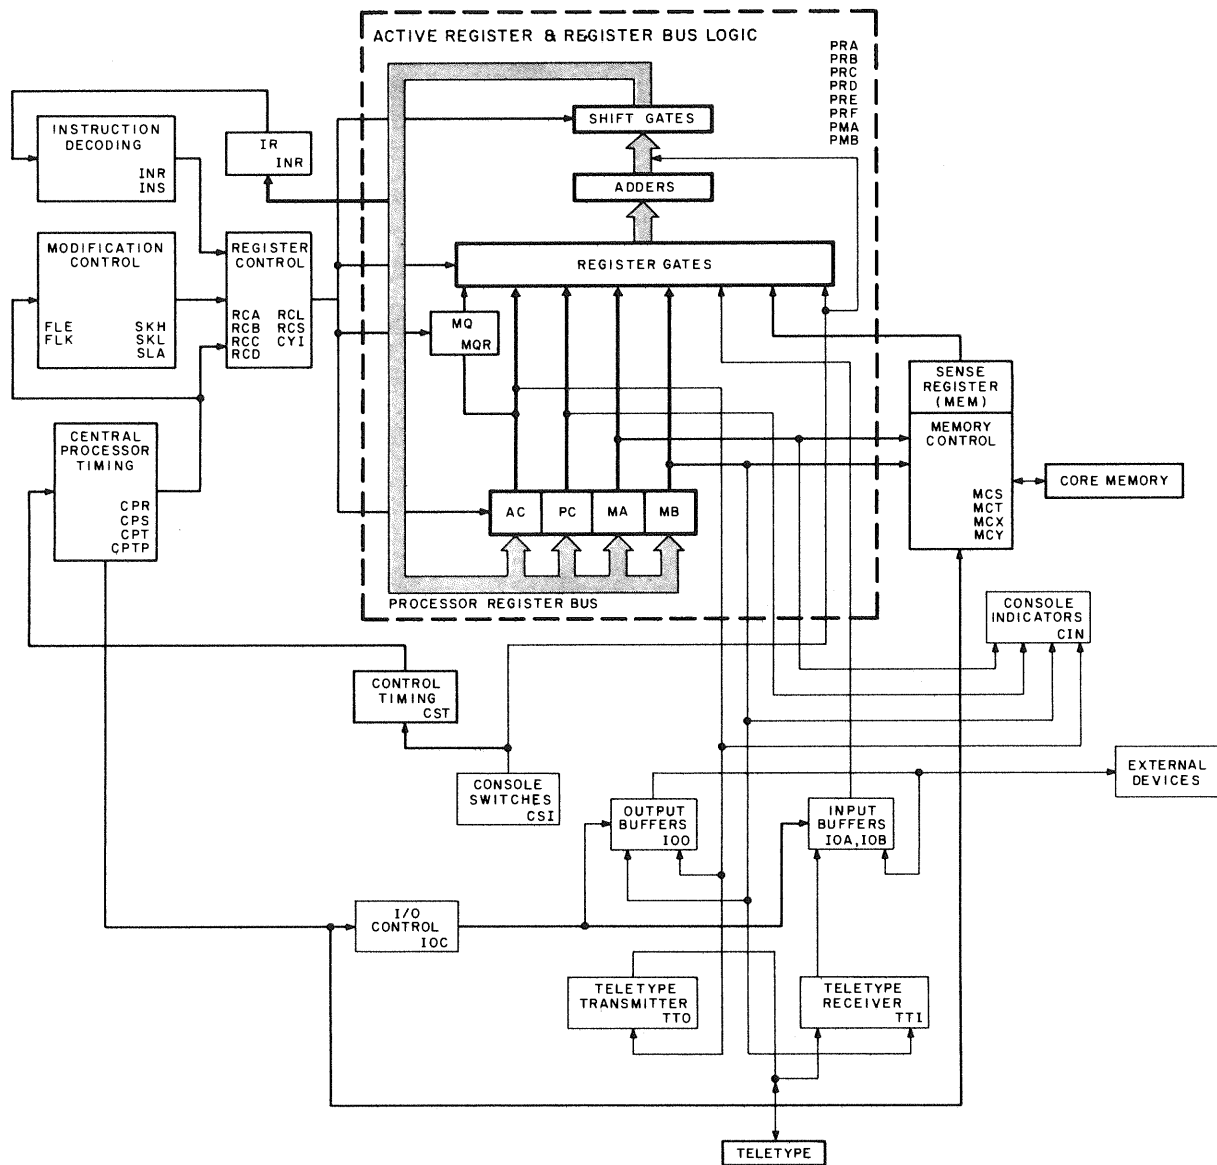 ACTIVE REGISTER & REGISTER BUS LOGIC
PRA
PRB
PRC
PRD
PRE
PRF
PMA
PMB
SHIFT GATES
INSTRUCTION
DECODING
INR
INS
IR
INR
ADDERS
MODIFICATION
CONTROL
FLE
FLK
SKH
SKL
SLA
REGISTER
CONTROL
RCA
RCB
RCC
RCD
RCL
RCS
CYI
REGISTER GATES
MQ
MQR
SENSE
REGISTER
(MEM)
MEMORY
CONTROL
MCS
MCT
MCX
MCY
CORE MEMORY
CENTRAL
PROCESSOR
TIMING
CPR
CPS
CPT
CPTP
AC
PC
MA
MB
PROCESSOR REGISTER BUS
CONSOLE
INDICATORS
CIN
CONTROL
TIMING
CST
CONSOLE
SWITCHES
CSI
OUTPUT
BUFFERS
IOO
INPUT
BUFFERS
IOA, IOB
EXTERNAL
DEVICES
I/O
CONTROL
IOC
TELETYPE
TRANSMITTER
TTO
TELETYPE
RECEIVER
TTI
TELETYPE